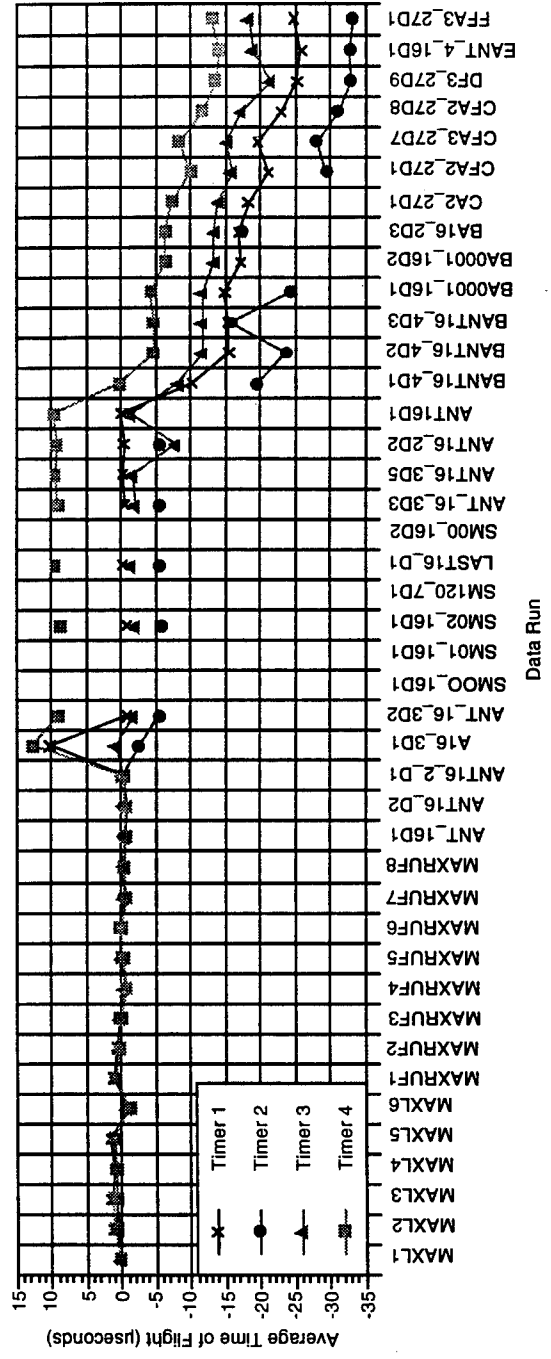 Average Time of Flight (µseconds)
15
10
5
0
-5
-10
-15
-20
-25
-30
-35
Timer 1
Timer 2
Timer 3
Timer 4
MAXL1
MAXL2
MAXL3
MAXL4
MAXL5
MAXL6
MAXRUF1
MAXRUF2
MAXRUF3
MAXRUF4
MAXRUF5
MAXRUF6
MAXRUF7
MAXRUF8
ANT_16D1
ANT16_D2
ANT16_2_D1
A16_3D1
ANT_16_3D2
SMOO_16D1
SM01_16D1
SM02_16D1
SM120_7D1
LAST16_D1
SM00_16D2
ANT_16_3D3
ANT16_3D5
ANT16_2D2
ANT16D1
BANT16_4D1
BANT16_4D2
BANT16_4D3
BA0001_16D1
BA0001_16D2
BA16_2D3
CA2_27D1
CFA2_27D1
CFA3_27D7
CFA2_27D8
DF3_27D9
EANT_4_16D1
FFA3_27D1
Data Run